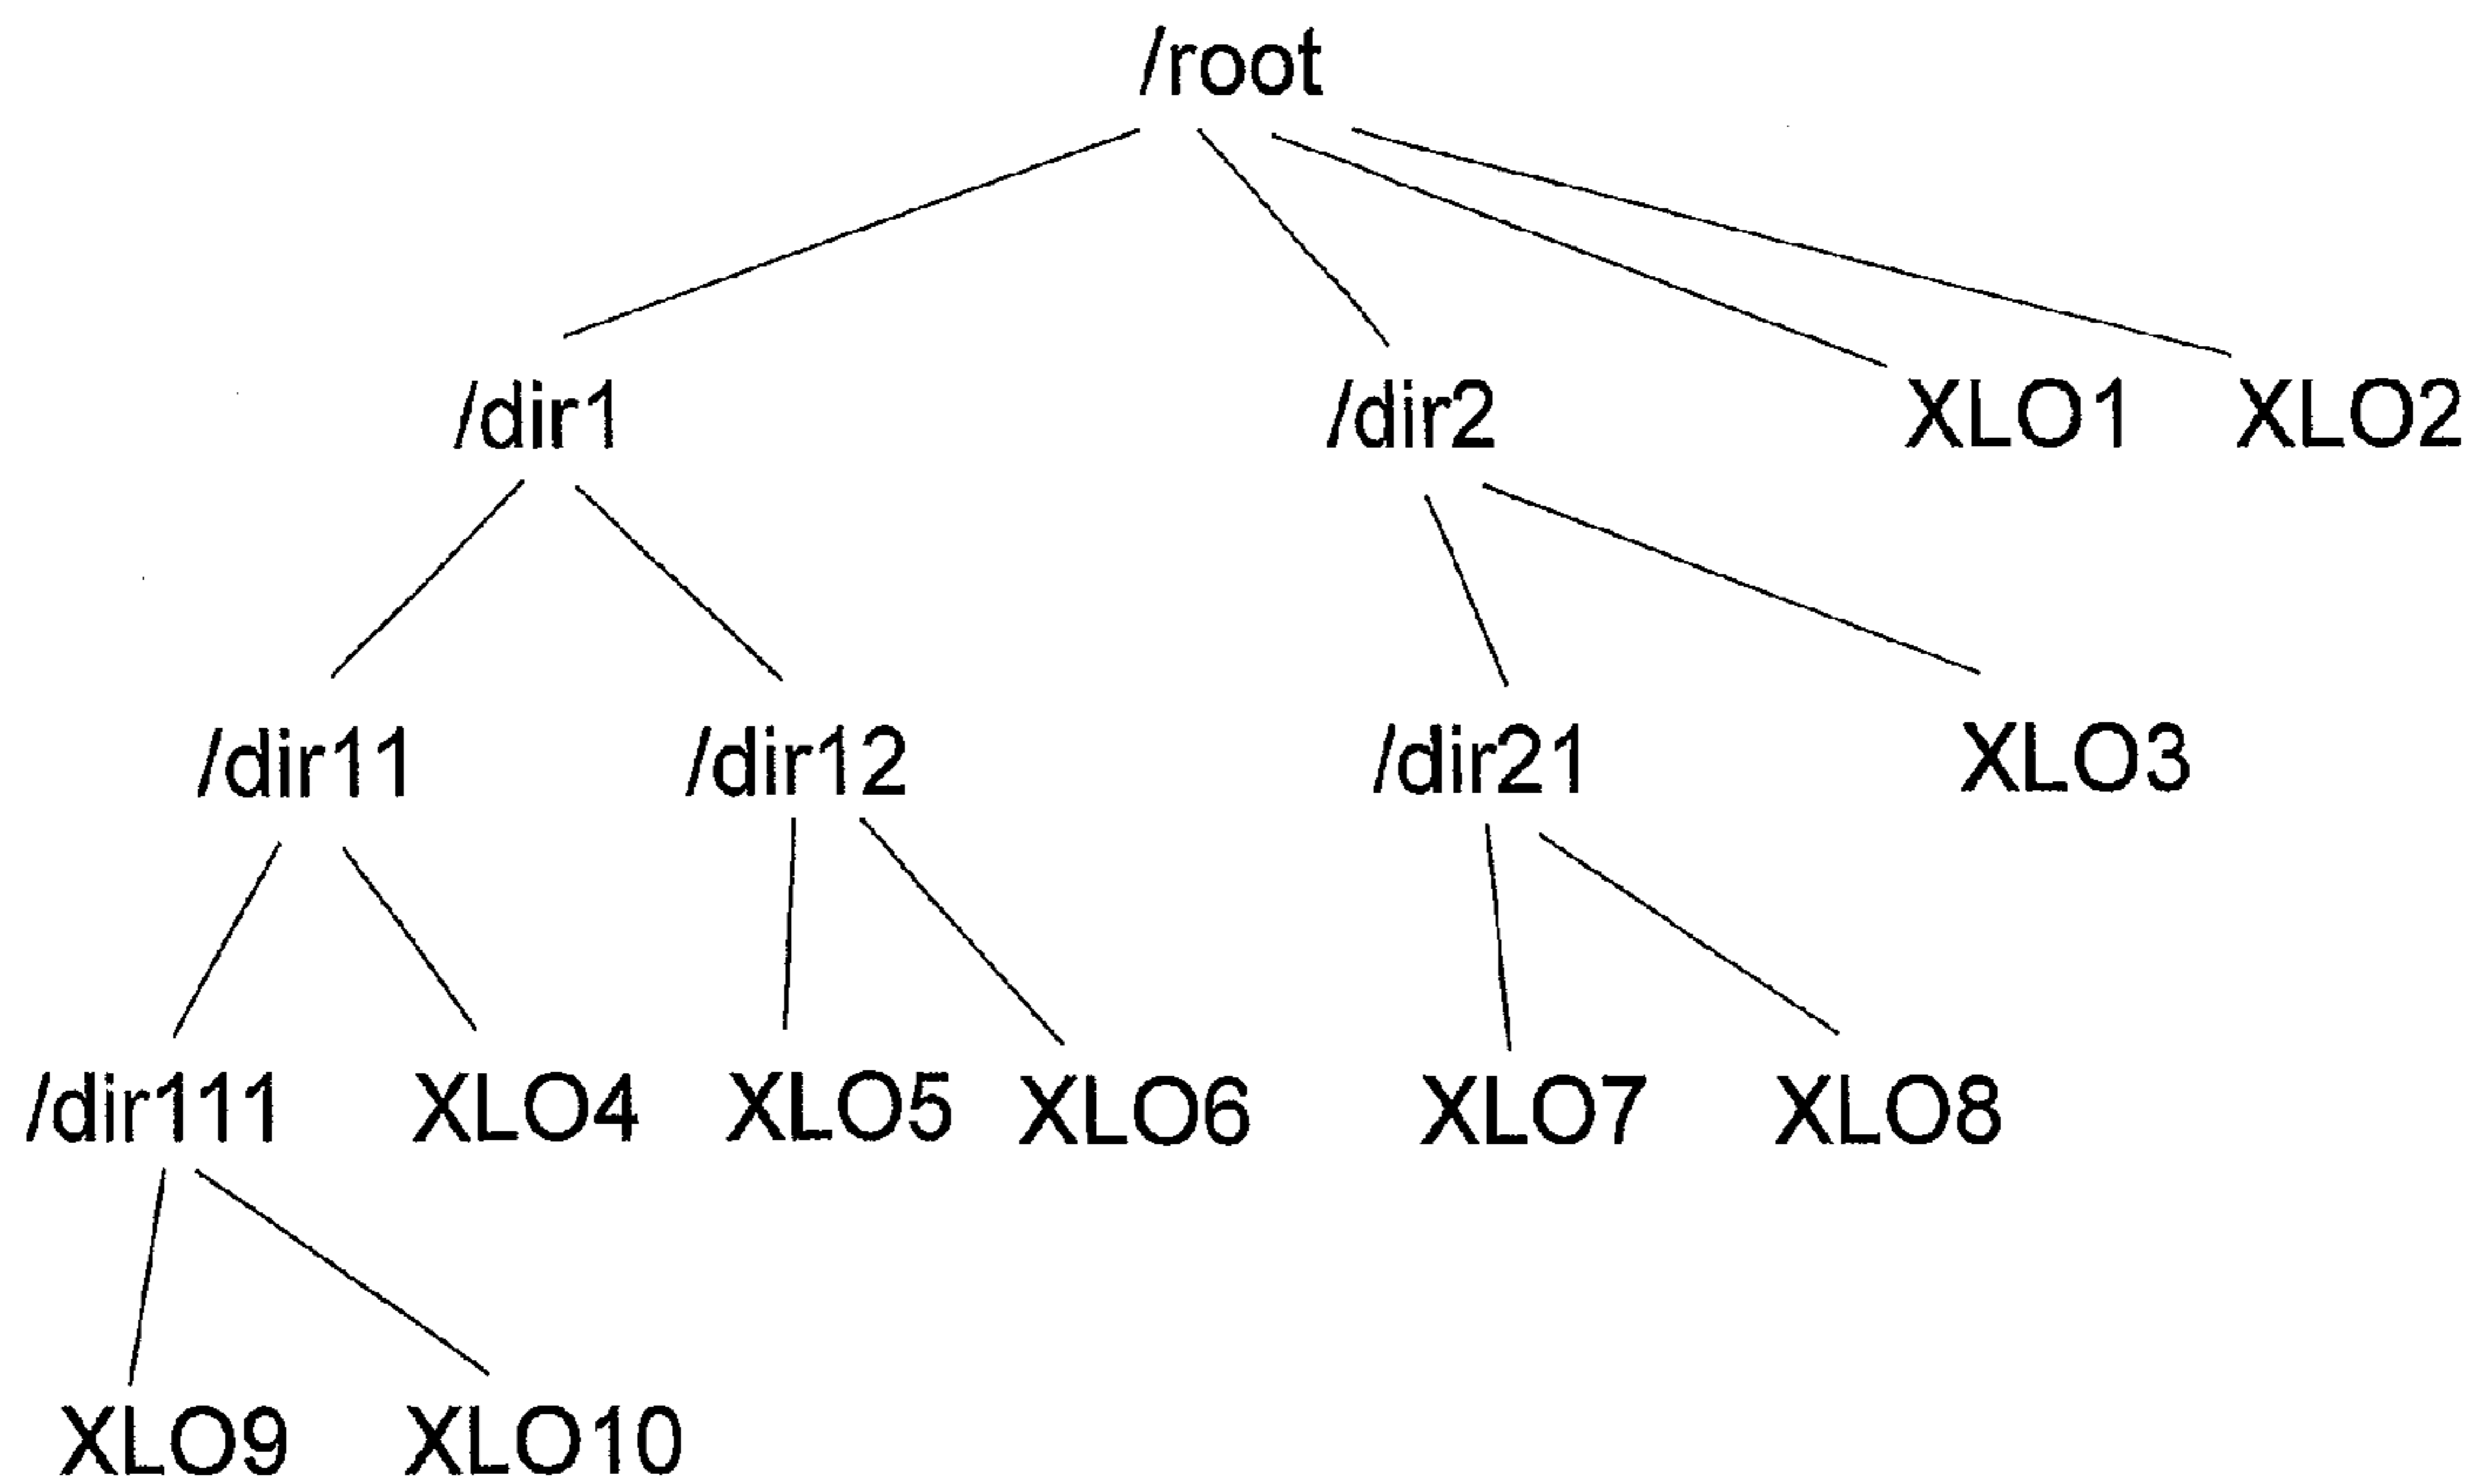 /root
/dir1 /dir2 XLO1 XLO2
/dir11 /dir12 /dir21 XLO3
/dir111 XLO4 XLO5 XLO6 XLO7 XLO8
XLO9 XLO10